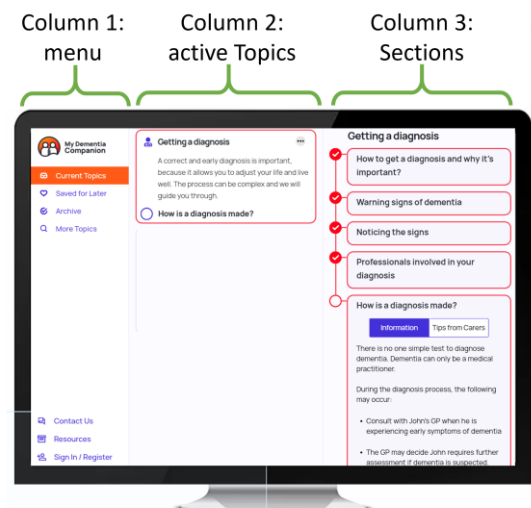 Column 1:
menu
Column 2:
active Topics
Column 3:
Sections
My Dementia
Companion
Current Topics
Saved for Later
Archive
More Topics
Contact Us
Resources
Sign In / Register
Getting a diagnosis
A correct and early diagnosis is important,
because it allows you to adjust your life and live
well. The process can be complex and we will
guide you through.
How is a diagnosis made?
Getting a diagnosis
How to get a diagnosis and why it's
important?
Warning signs of dementia
Noticing the signs
Professionals involved in your
diagnosis
How is a diagnosis made?
Information
Tips from Carers
There is no one simple test to diagnose
dementia. Dementia can only be a medical
practitioner.
During the diagnosis process, the following
may occur:
• Consult with John's GP when he is
experiencing early symptoms of dementia
• The GP may decide John requires further
assessment if dementia is suspected.